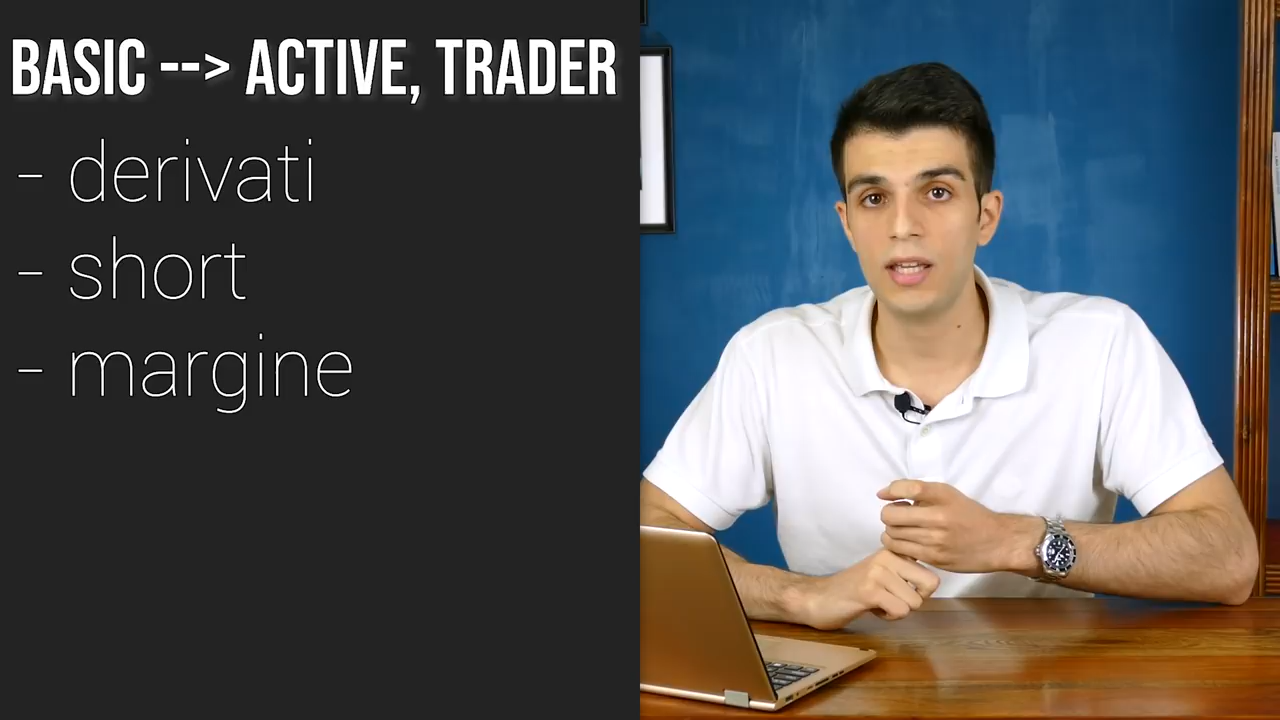 BASIC --> ACTIVE, TRADER
- derivati
- short
- margine